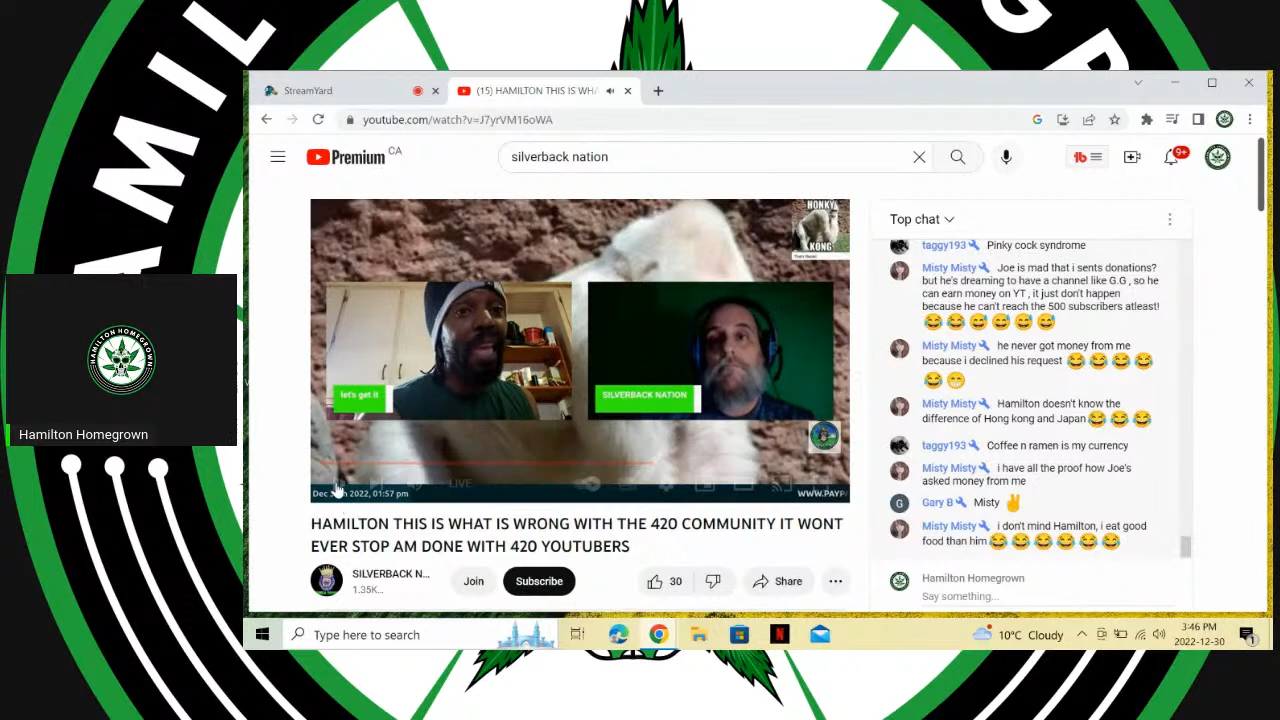 StreamYard
(15) HAMILTON THIS IS WHA
youtube.com/watch?v=J7yrVM16oWA
Premium CA
silverback nation
9+
HONKY
KONG
let's get it
SILVERBACK NATION
LIVE
2022, 01:57 pm
WWW.PAYP
HAMILTON THIS IS WHAT IS WRONG WITH THE 420 COMMUNITY IT WONT
EVER STOP AM DONE WITH 420 YOUTUBERS
SILVERBACK N...
1.35K...
Join
Subscribe
30
Share
Top chat
taggy193 Pinky cock syndrome
Misty Misty Joe is mad that i sents donations?
but he's dreaming to have a channel like G.G , so he
can earn money on YT , it just don't happen
because he can't reach the 500 subscribers atleast!
😂😂😅😅😅😅
Misty Misty he never got money from me
because i declined his request 😂😂😂😂
😂😁
Misty Misty Hamilton doesn't know the
difference of Hong kong and Japan😂😂😂
taggy193 Coffee n ramen is my currency
Misty Misty i have all the proof how Joe's
asked money from me
G Gary B Misty ✌
Misty Misty i don't mind Hamilton, i eat good
food than him😂😂😂😂😂😂
Hamilton Homegrown
Say something...
HAMILTON HOMEGROWN
Hamilton Homegrown
Type here to search
N
10°C Cloudy
3:46 PM
2022-12-30
1